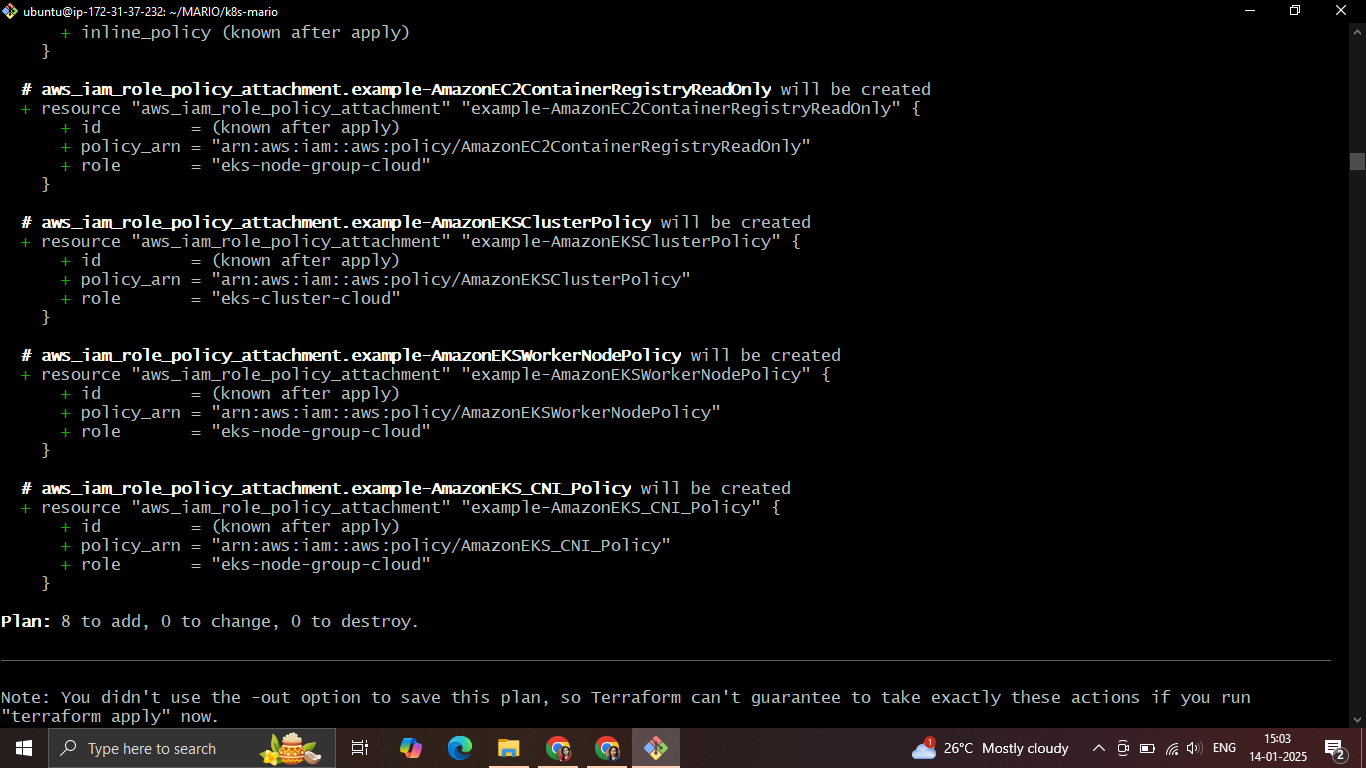 ubuntu@ip-172-31-37-232: ~/MARIO/k8s-mario
+ inline_policy (known after apply)
}
# aws_iam_role_policy_attachment.example-AmazonEC2ContainerRegistryReadOnly will be created
+ resource "aws_iam_role_policy_attachment" "example-AmazonEC2ContainerRegistryReadOnly" {
+ id         = (known after apply)
+ policy_arn = "arn:aws:iam::aws:policy/AmazonEC2ContainerRegistryReadOnly"
+ role       = "eks-node-group-cloud"
}
# aws_iam_role_policy_attachment.example-AmazonEKSClusterPolicy will be created
+ resource "aws_iam_role_policy_attachment" "example-AmazonEKSClusterPolicy" {
+ id         = (known after apply)
+ policy_arn = "arn:aws:iam::aws:policy/AmazonEKSClusterPolicy"
+ role       = "eks-cluster-cloud"
}
# aws_iam_role_policy_attachment.example-AmazonEKSWorkerNodePolicy will be created
+ resource "aws_iam_role_policy_attachment" "example-AmazonEKSWorkerNodePolicy" {
+ id         = (known after apply)
+ policy_arn = "arn:aws:iam::aws:policy/AmazonEKSWorkerNodePolicy"
+ role       = "eks-node-group-cloud"
}
# aws_iam_role_policy_attachment.example-AmazonEKS_CNI_Policy will be created
+ resource "aws_iam_role_policy_attachment" "example-AmazonEKS_CNI_Policy" {
+ id         = (known after apply)
+ policy_arn = "arn:aws:iam::aws:policy/AmazonEKS_CNI_Policy"
+ role       = "eks-node-group-cloud"
}
Plan: 8 to add, 0 to change, 0 to destroy.
Note: You didn't use the -out option to save this plan, so Terraform can't guarantee to take exactly these actions if you run
"terraform apply" now.
Type here to search
1
26°C Mostly cloudy
ENG
15:03
14-01-2025
2